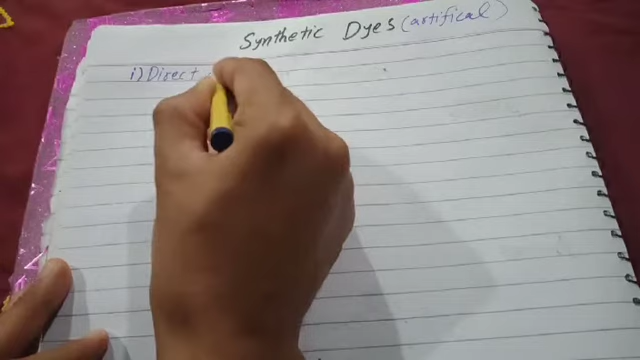 Synthetic Dyes (artifical)
i) Direct